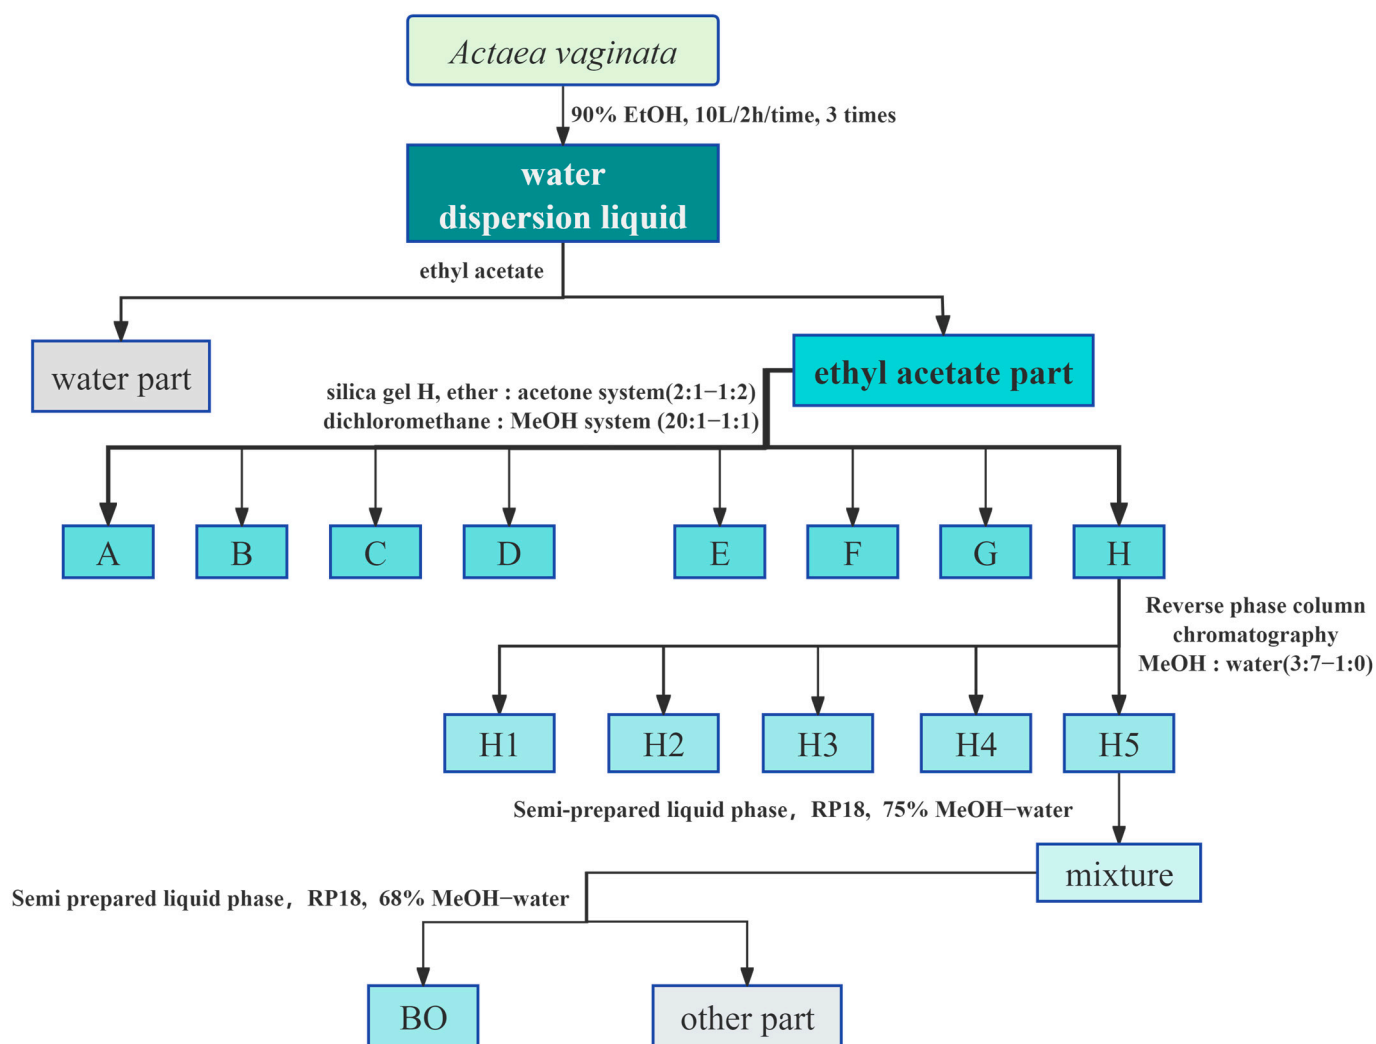 Actaea vaginata
90% EtOH, 10L/2h/time, 3 times
water
dispersion liquid
ethyl acetate
water part
ethyl acetate part
silica gel H, ether : acetone system(2:1−1:2)
dichloromethane : MeOH system (20:1−1:1)
A
B
C
D
E
F
G
H
Reverse phase column
chromatography
MeOH : water(3:7−1:0)
H1
H2
H3
H4
H5
Semi-prepared liquid phase, RP18, 75% MeOH−water
mixture
Semi prepared liquid phase, RP18, 68% MeOH−water
BO
other part